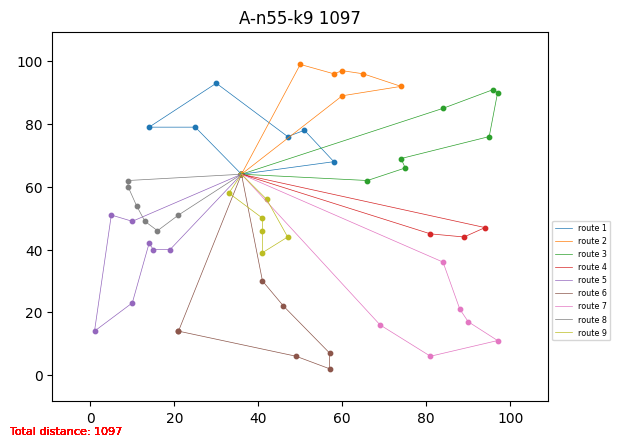 A-n55-k9 1097
100
80
60
40
20
0
0 20 40 60 80 100
route 1
route 2
route 3
route 4
route 5
route 6
route 7
route 8
route 9
Total distance: 1097